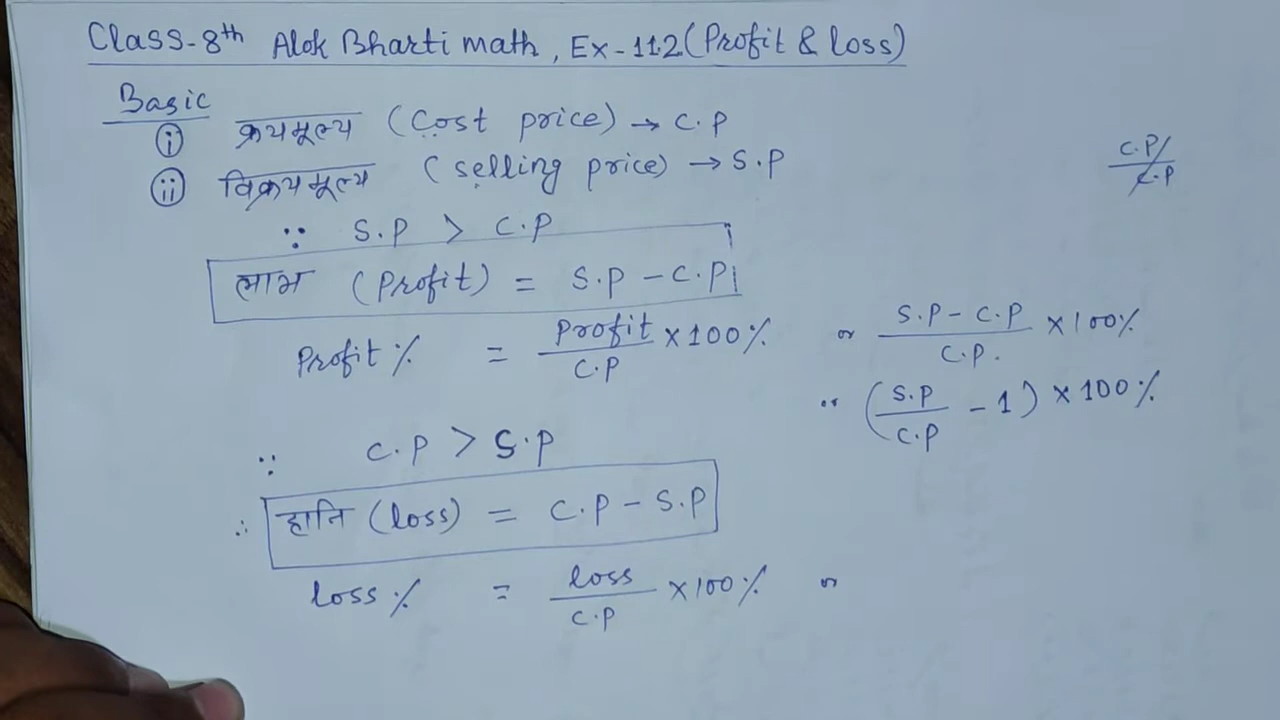 Class-8th Alok Bharti math, Ex-11.2 (Profit & loss)
Basic
(i) क्रयमूल्य (Cost price) → C.P
(ii) विक्रयमूल्य (selling price) → S.P
C.P/C.P
∵ S.P > C.P
लाभ (Profit) = S.P - C.P
Profit % = Profit/C.P × 100% or S.P - C.P/C.P. × 100%
or (S.P/C.P - 1) × 100%
∵ C.P > S.P
∴ हानि (loss) = C.P - S.P
loss % = loss/C.P × 100% or